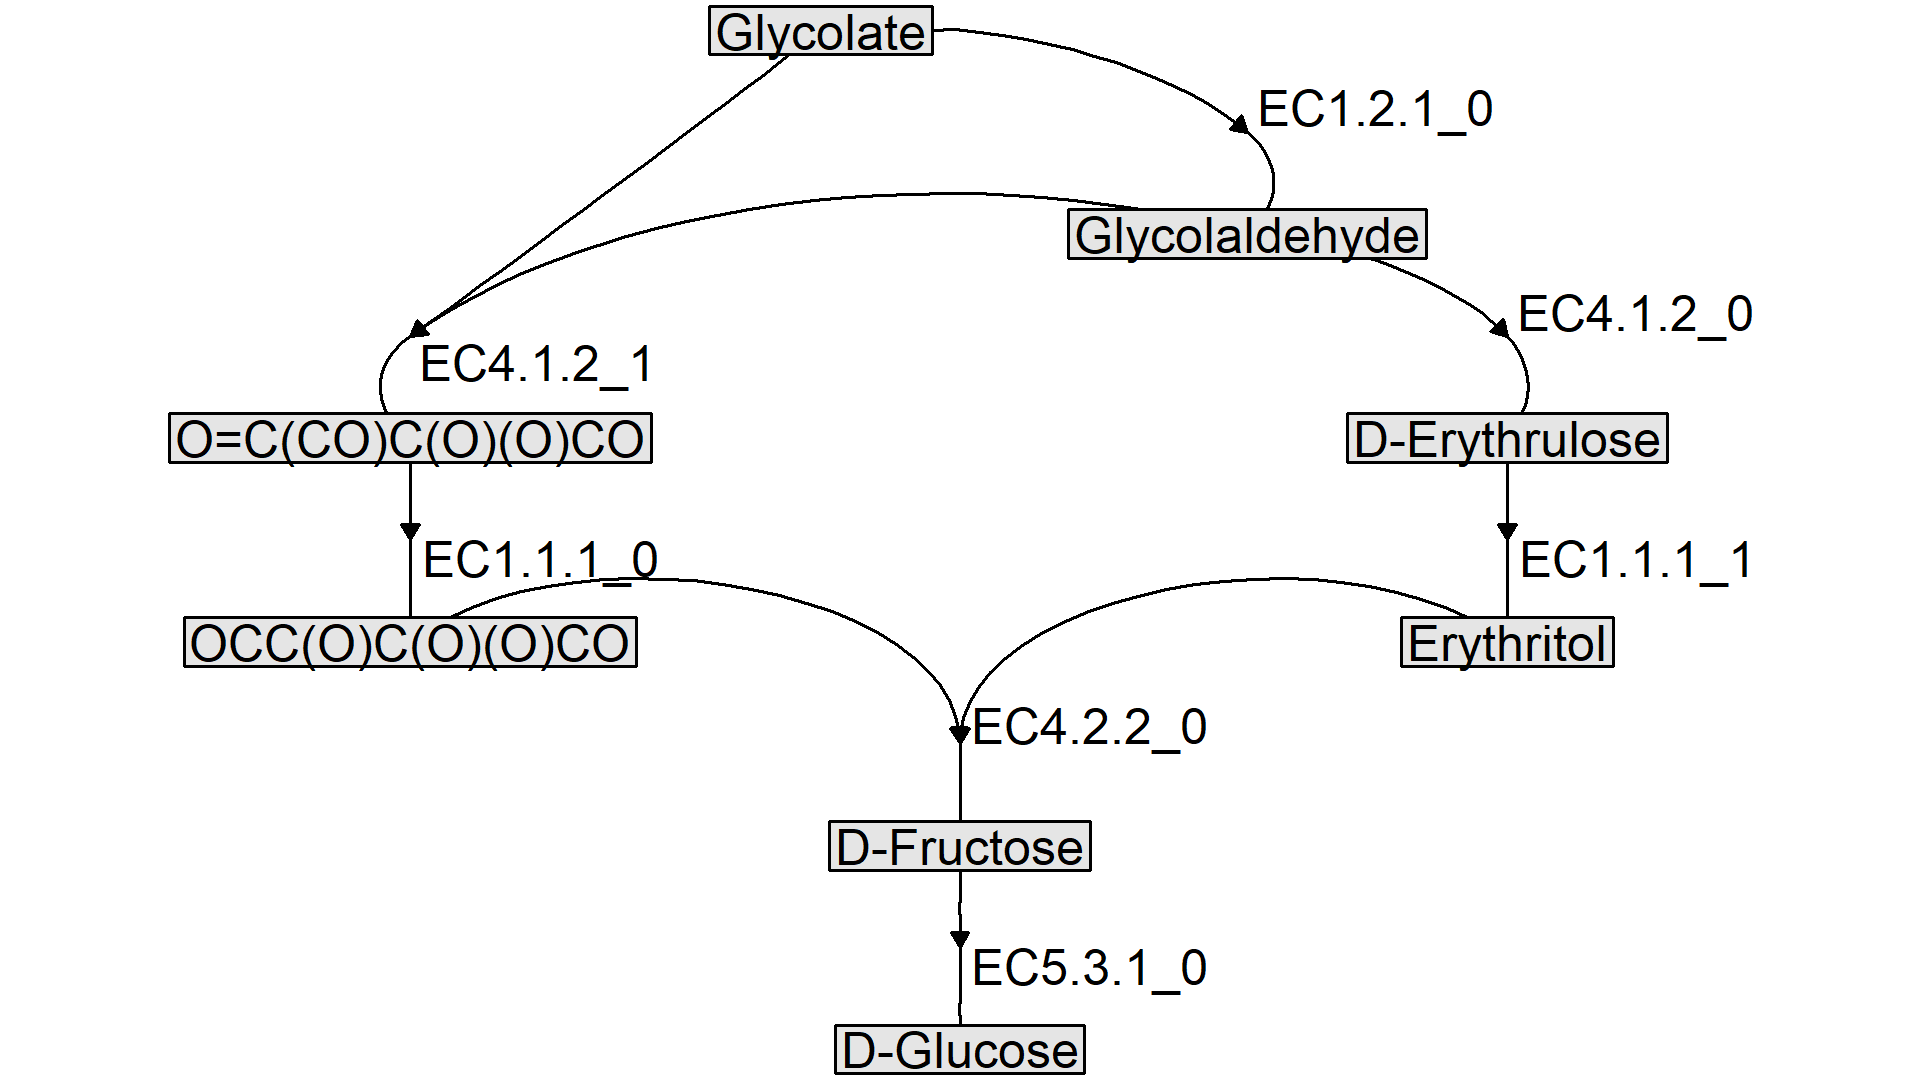 Glycolate
EC1.2.1_0
Glycolaldehyde
EC4.1.2_0
EC4.1.2_1
O=C(CO)C(O)(O)CO
D-Erythrulose
EC1.1.1_0
EC1.1.1_1
OCC(O)C(O)(O)CO
Erythritol
EC4.2.2_0
D-Fructose
EC5.3.1_0
D-Glucose